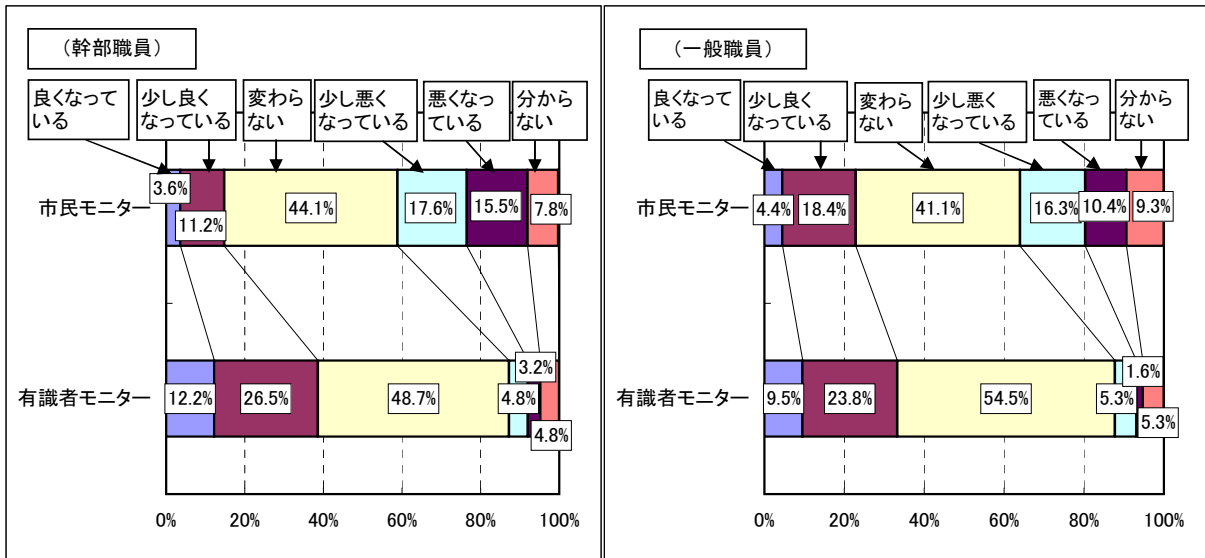 （幹部職員）
良くなって
いる
少し良く
なっている
変わら
ない
少し悪く
なっている
悪くなっ
ている
分から
ない
市民モニター
3.6%
11.2%
44.1%
17.6%
15.5%
7.8%
有識者モニター
12.2%
26.5%
48.7%
4.8%
3.2%
4.8%
0%
20%
40%
60%
80%
100%
（一般職員）
良くなって
いる
少し良く
なっている
変わら
ない
少し悪く
なっている
悪くなっ
ている
分から
ない
市民モニター
4.4%
18.4%
41.1%
16.3%
10.4%
9.3%
有識者モニター
9.5%
23.8%
54.5%
5.3%
1.6%
5.3%
0%
20%
40%
60%
80%
100%